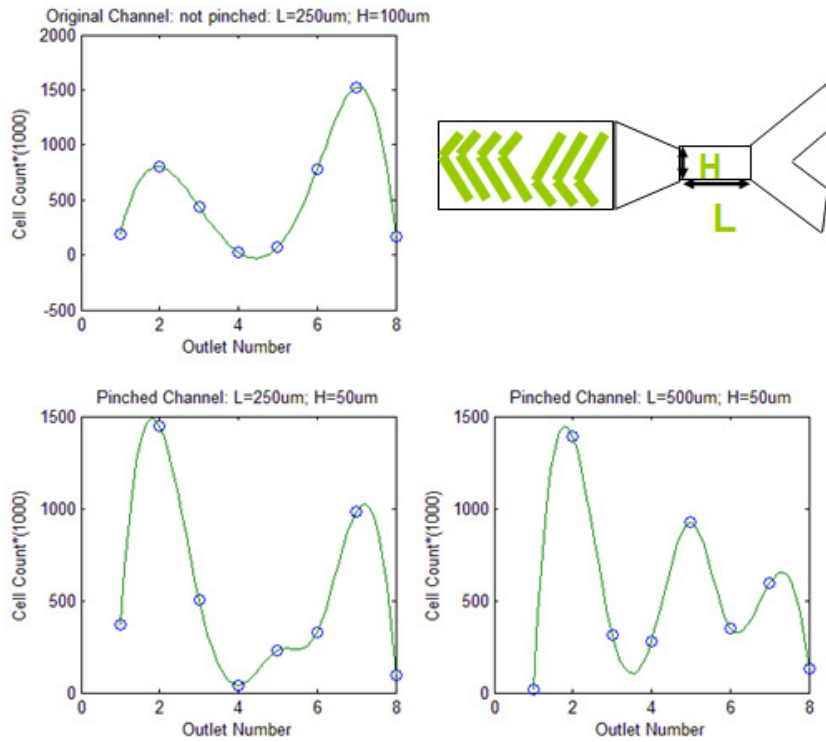 Original Channel: not pinched: L=250um; H=100um
2000
1500
1000
500
0
-500
0 2 4 6 8
Cell Count*(1000)
Outlet Number
H
L
Pinched Channel: L=250um; H=50um
1500
1000
500
0
0 2 4 6 8
Cell Count*(1000)
Outlet Number
Pinched Channel: L=500um; H=50um
1500
1000
500
0
0 2 4 6 8
Cell Count*(1000)
Outlet Number